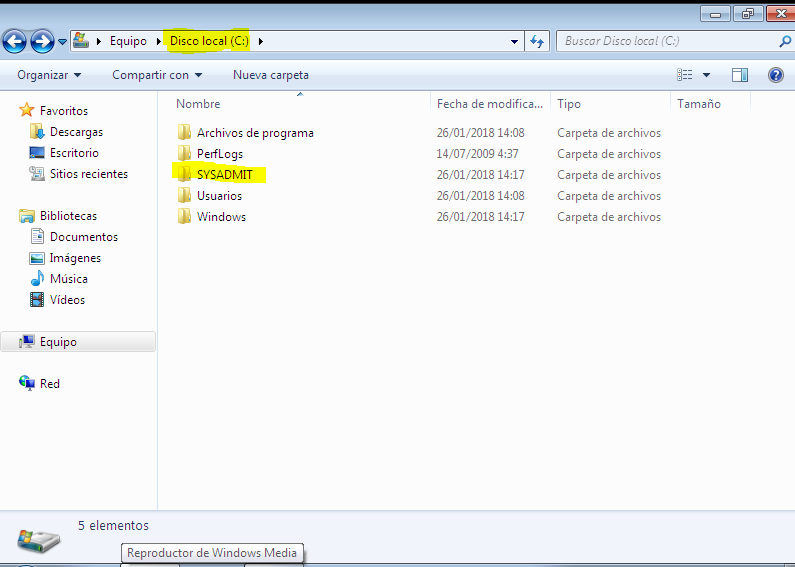 Equipo Disco local (C:) Buscar Disco local (C:)
Organizar Compartir con Nueva carpeta
Nombre Fecha de modifica... Tipo Tamaño
Favoritos
Descargas
Escritorio
Sitios recientes
Bibliotecas
Documentos
Imágenes
Música
Vídeos
Equipo
Red
Archivos de programa 26/01/2018 14:08 Carpeta de archivos
PerfLogs 14/07/2009 4:37 Carpeta de archivos
SYSADMIT 26/01/2018 14:17 Carpeta de archivos
Usuarios 26/01/2018 14:08 Carpeta de archivos
Windows 26/01/2018 14:17 Carpeta de archivos
5 elementos
Reproductor de Windows Media